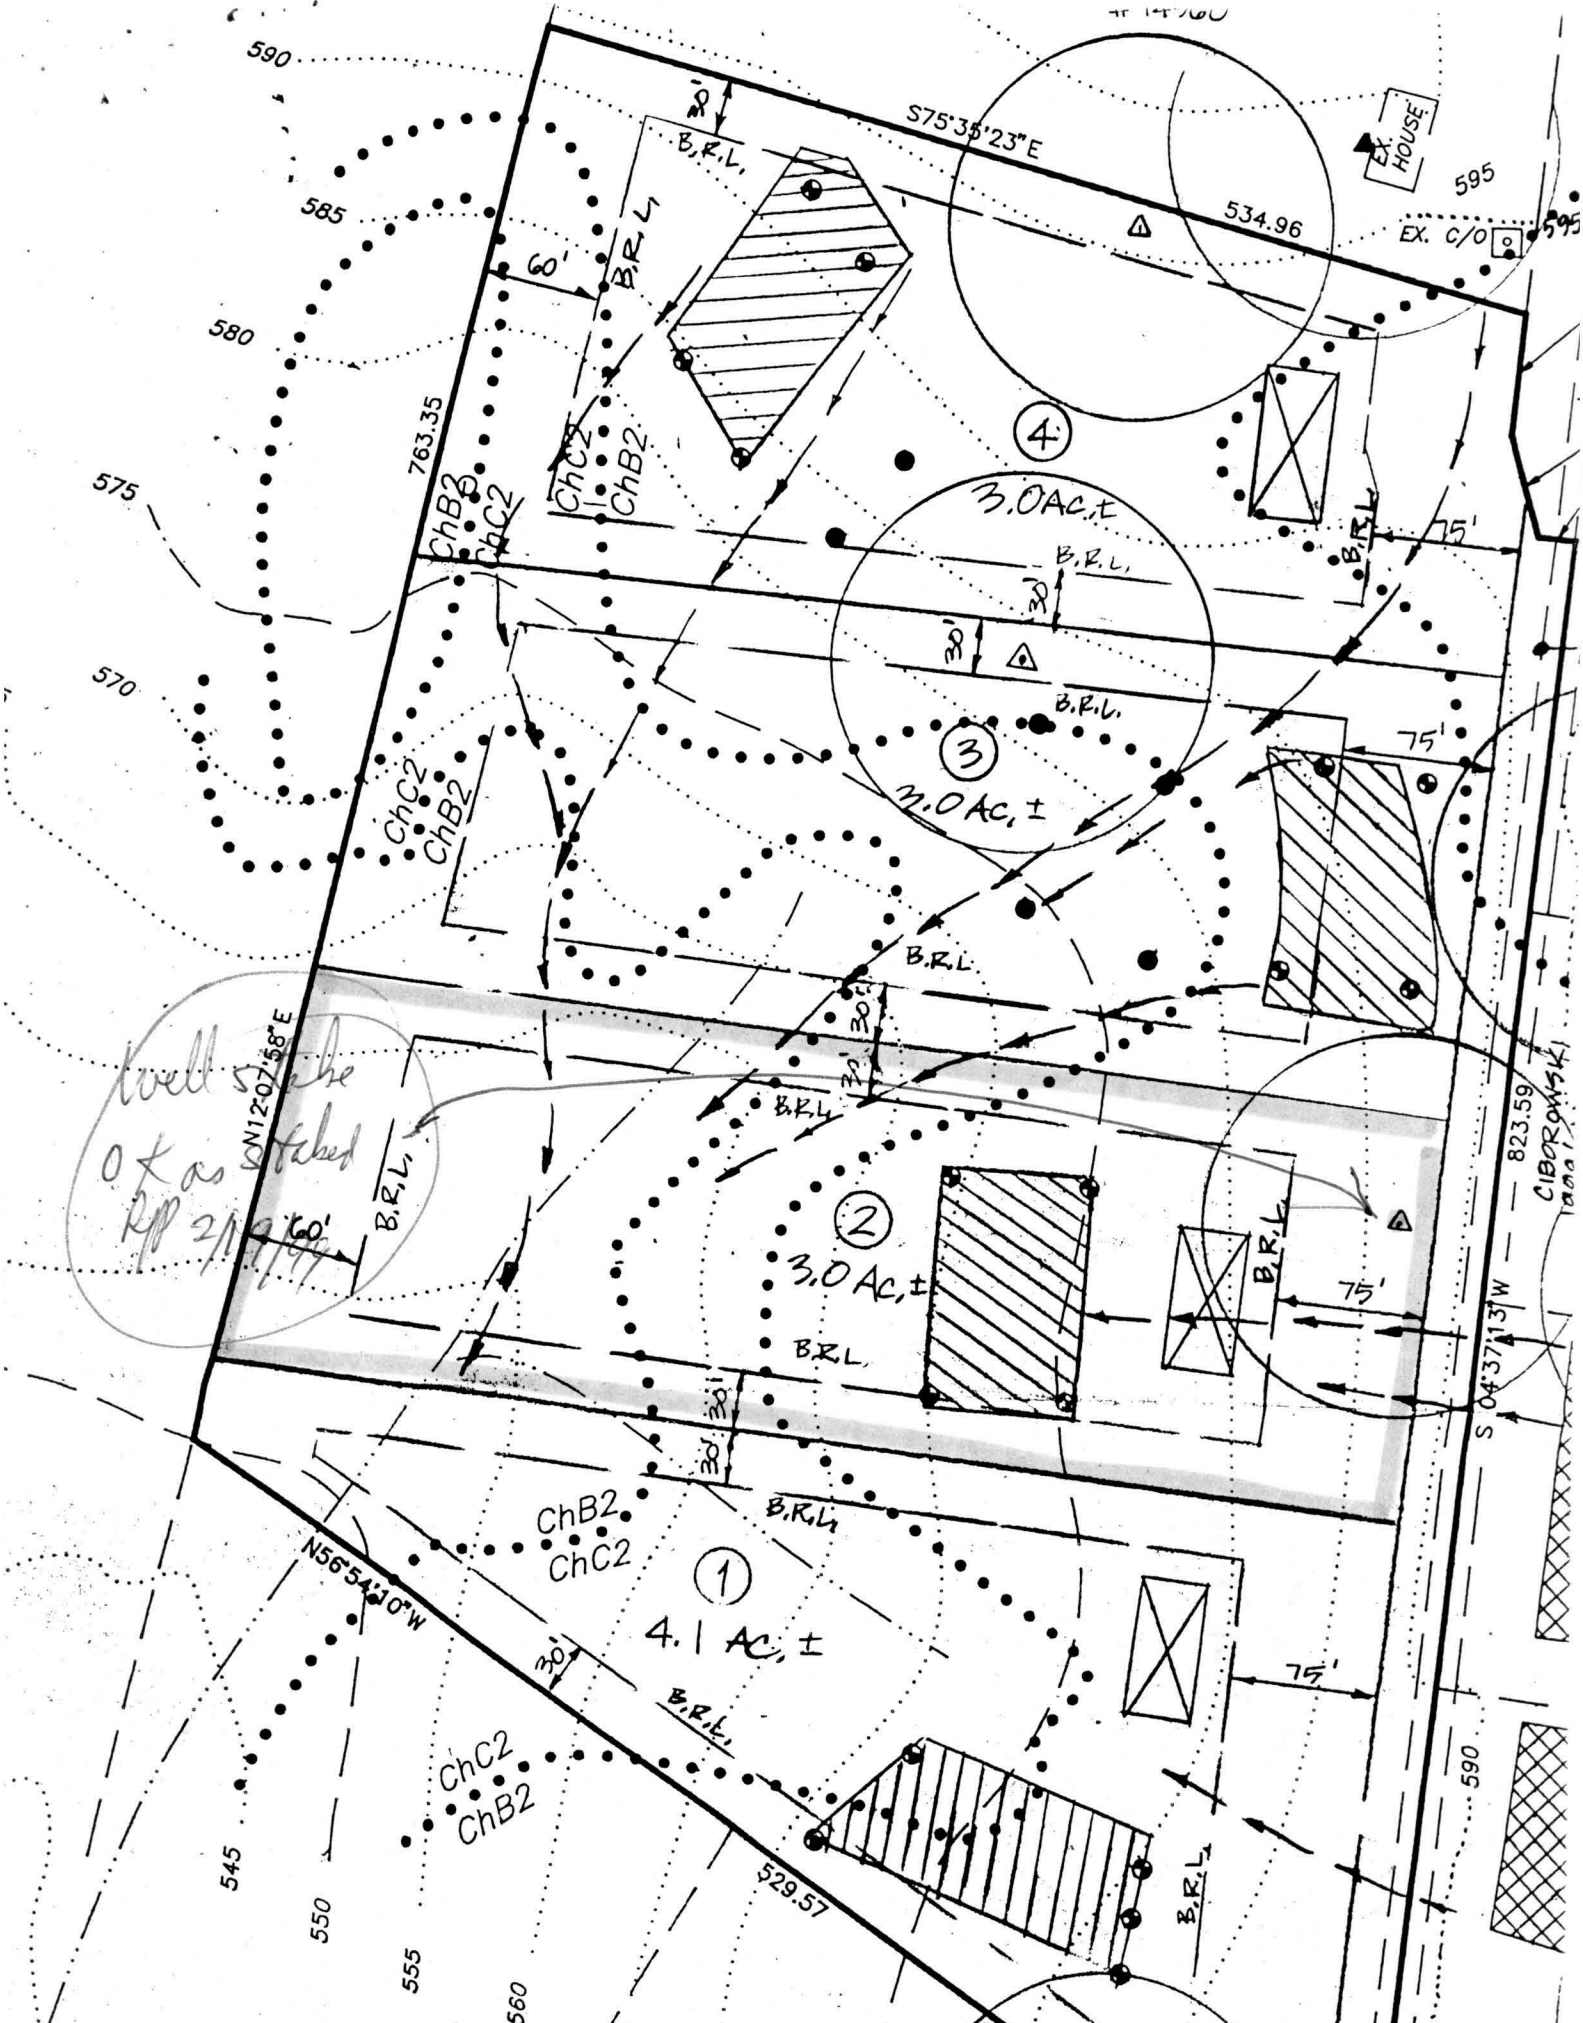 590
30'
B.R.L.
S75°35'23"E
EX.
HOUSE
595
534.96
EX. C/O
595
585
60'
B.R.L.
580
763.35
4
3.0 AC.±
575
ChB2
ChC2
ChC2
ChB2
B.R.L.
75'
B.R.L.
30'
30'
570
B.R.L.
3
75'
3.0 AC.±
ChC2
ChB2
B.R.L.
30'
30'
B.R.L.
N12°07'58"E
Well stake
OK as staked
60'
B.R.L.
2
3.0 AC.±
B.R.L.
75'
823.59
CIBOROWSKI
S 04°37'13"W
B.R.L.
30'
30'
B.R.L.
ChB2
ChC2
N56°54'10"W
1
4.1 AC.±
30'
75'
B.R.L.
ChC2
ChB2
590
B.R.L.
529.57
545
550
555
560